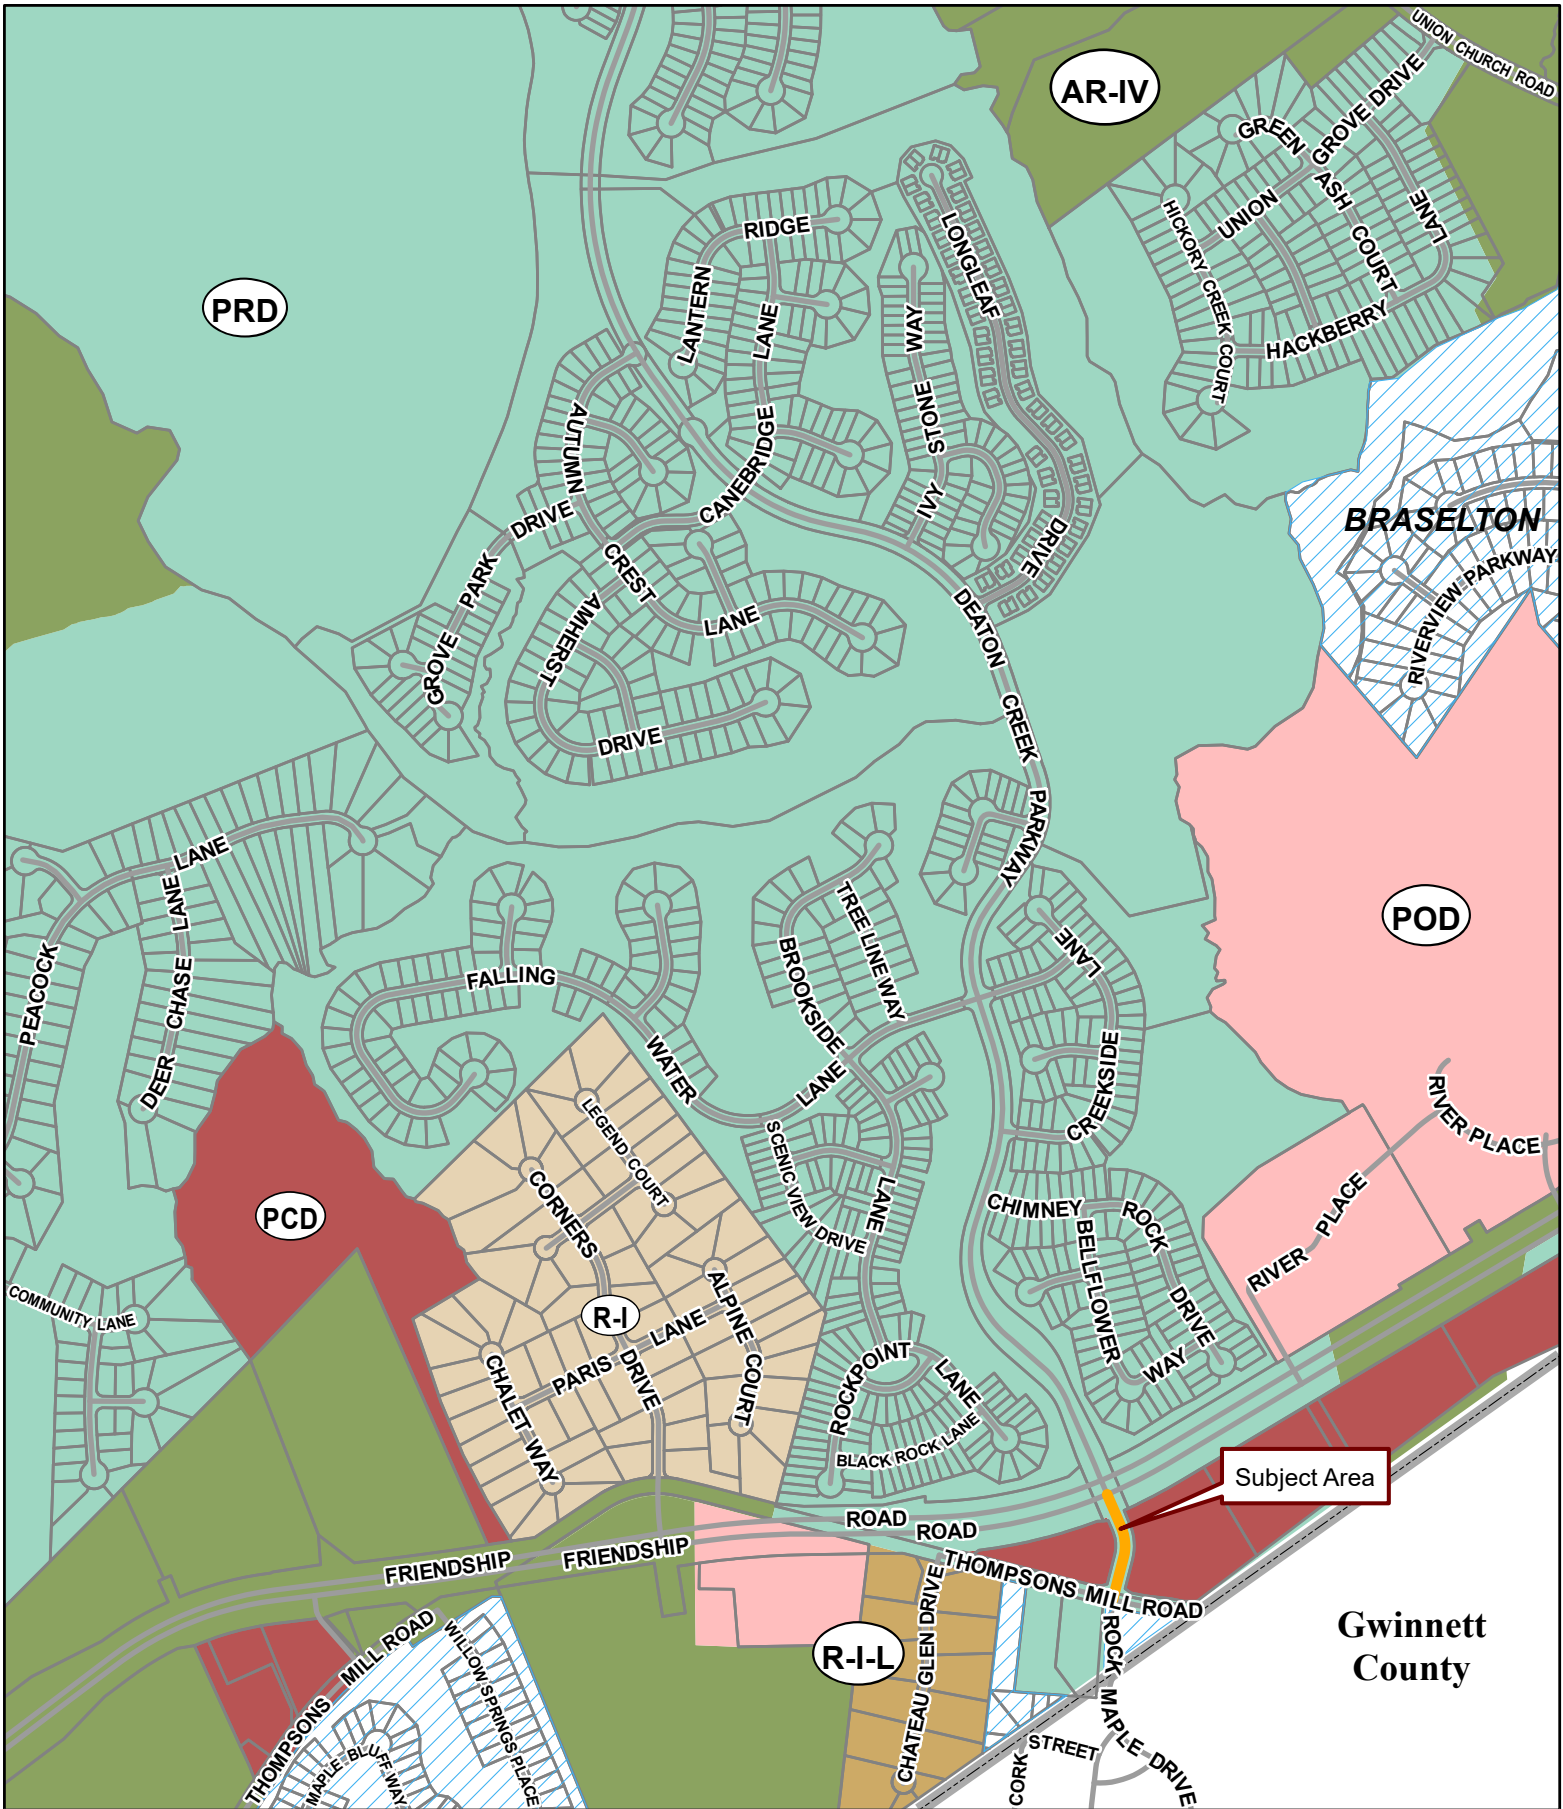 UNION CHURCH ROAD
AR-IV
GROVE DRIVE
GREEN
ASH
COURT
LANE
UNION
HICKORY CREEK COURT
HACKBERRY
PRD
RIDGE
LANTERN
LANE
CANEBRIDGE
LONGLEAF
DRIVE
WAY
STONE
IVY
AUTUMN
CREST
LANE
DRIVE
PARK
GROVE
AMHERST
DRIVE
BRASELTON
RIVERVIEW PARKWAY
DEATON
CREEK
PARKWAY
POD
LANE
PEACOCK
LANE
CHASE
DEER
FALLING
WATER
LANE
TREE LINE WAY
BROOKSIDE
LANE
LANE
CREEKSIDE
RIVER PLACE
RIVER PLACE
PCD
LEGEND COURT
CORNERS
DRIVE
SCENIC VIEW DRIVE
CHIMNEY
ROCK
DRIVE
BELLFLOWER
WAY
COMMUNITY LANE
R-I
PARIS LANE
ALPINE
COURT
CHALET WAY
ROCKPOINT
LANE
BLACK ROCK LANE
Subject Area
ROAD
ROAD
FRIENDSHIP
FRIENDSHIP
THOMPSONS MILL ROAD
R-I-L
CHATEAU GLEN DRIVE
ROCK MAPLE DRIVE
Gwinnett
County
THOMPSONS MILL ROAD
WILLOW SPRINGS PLACE
MAPLE BLUFF WAY
CORK
STREET